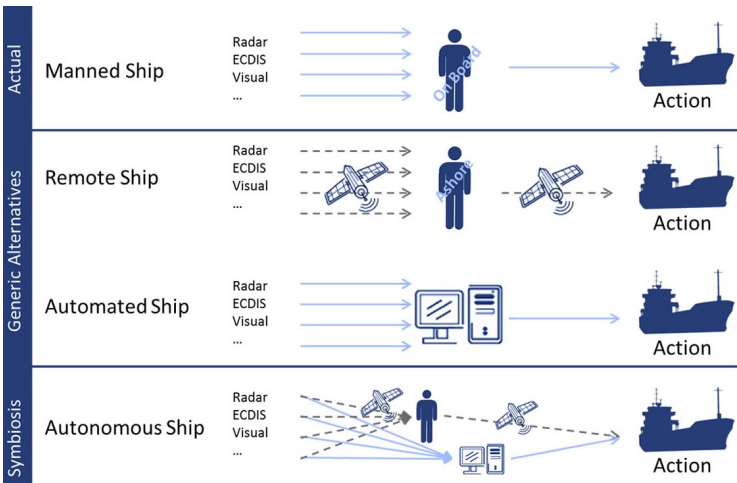 Actual
Manned Ship
Radar
ECDIS
Visual
...
On Board
Action
Generic Alternatives
Remote Ship
Radar
ECDIS
Visual
...
Ashore
Action
Automated Ship
Radar
ECDIS
Visual
...
Action
Symbiosis
Autonomous Ship
Radar
ECDIS
Visual
...
Action